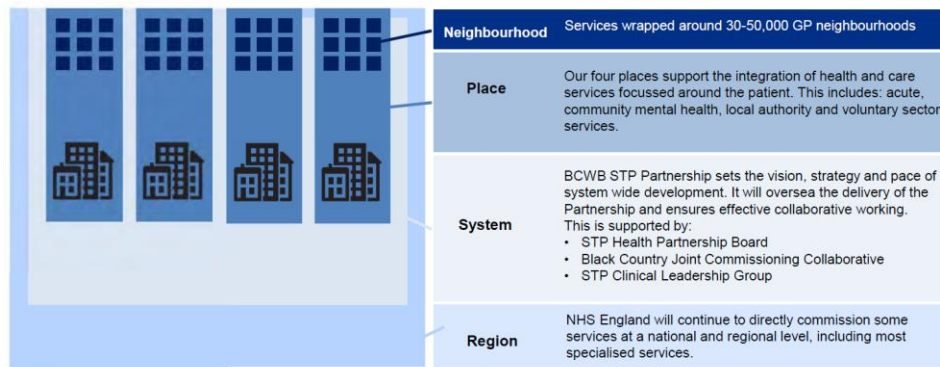 Neighbourhood
Services wrapped around 30-50,000 GP neighbourhoods
Place
Our four places support the integration of health and care
services focussed around the patient. This includes: acute,
community mental health, local authority and voluntary sector
services.
System
BCWB STP Partnership sets the vision, strategy and pace of
system wide development. It will oversea the delivery of the
Partnership and ensures effective collaborative working.
This is supported by:
• STP Health Partnership Board
• Black Country Joint Commissioning Collaborative
• STP Clinical Leadership Group
Region
NHS England will continue to directly commission some
services at a national and regional level, including most
specialised services.